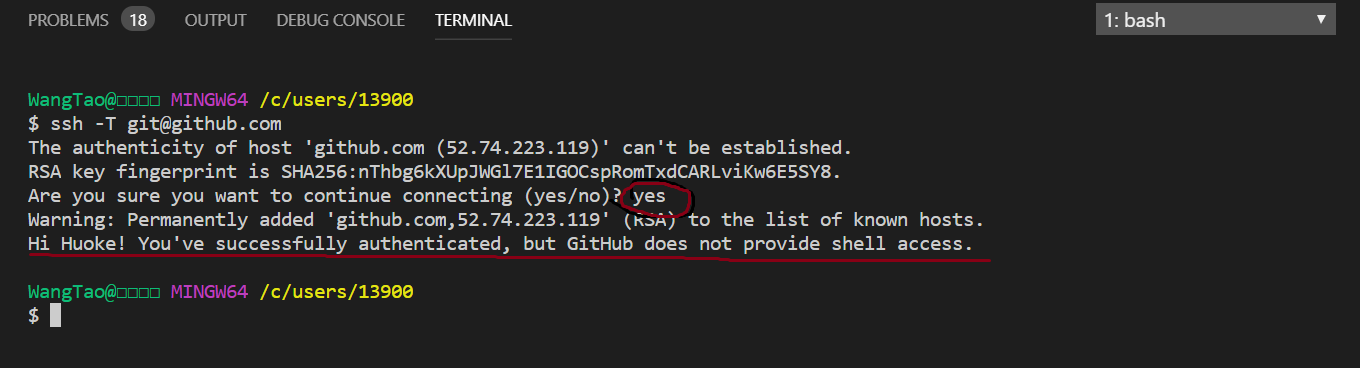 PROBLEMS 18 OUTPUT DEBUG CONSOLE TERMINAL 1: bash
WangTao@□□□□ MINGW64 /c/users/13900
$ ssh -T git@github.com
The authenticity of host 'github.com (52.74.223.119)' can't be established.
RSA key fingerprint is SHA256:nThbg6kXUpJWGl7E1IGOCspRomTxdCARLviKw6E5SY8.
Are you sure you want to continue connecting (yes/no)? yes
Warning: Permanently added 'github.com,52.74.223.119' (RSA) to the list of known hosts.
Hi Huoke! You've successfully authenticated, but GitHub does not provide shell access.
WangTao@□□□□ MINGW64 /c/users/13900
$